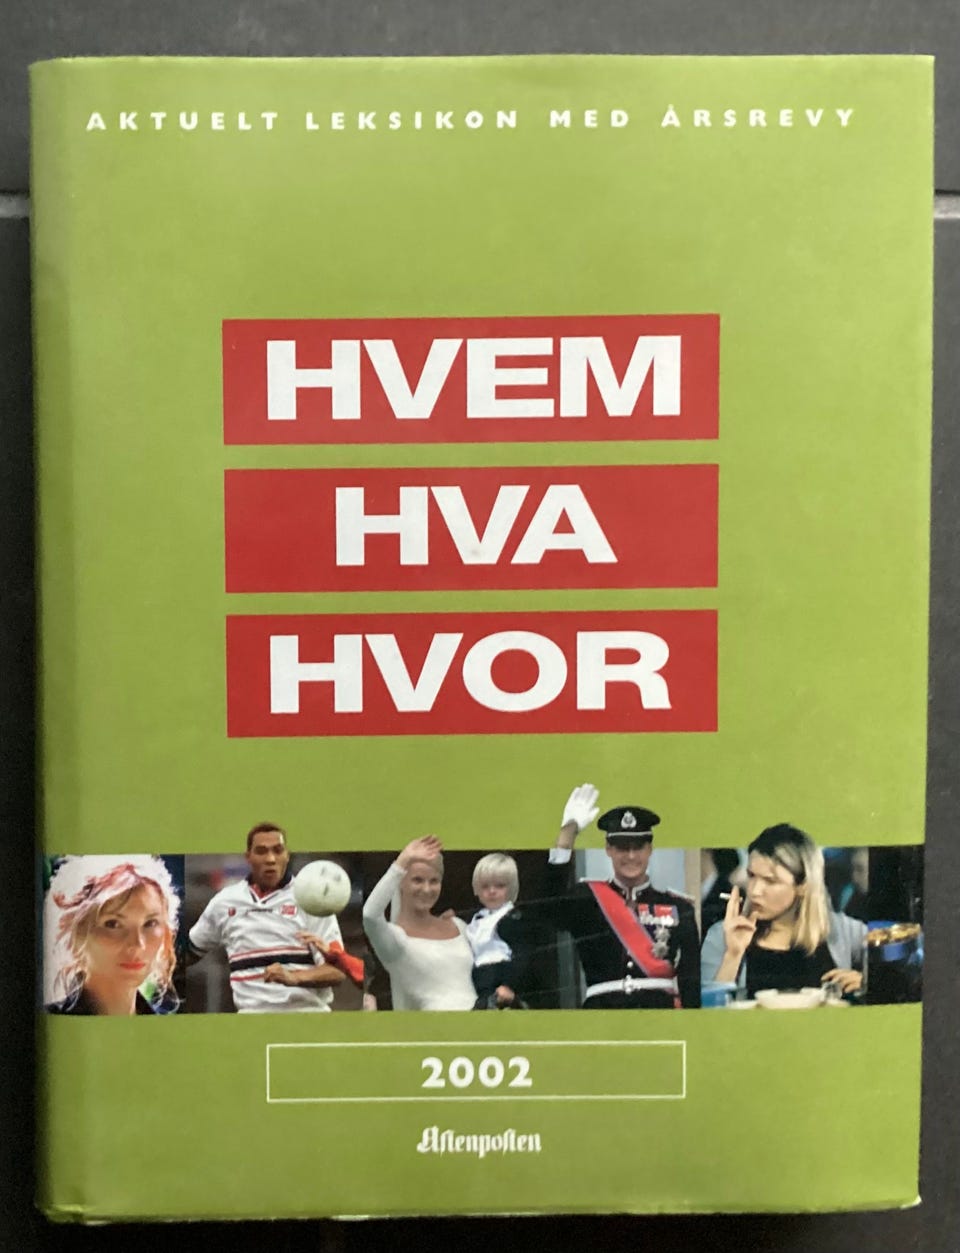 AKTUELT LEKSIKON MED ÅRSREVY
HVEM
HVA
HVOR
2002
Aftenposten